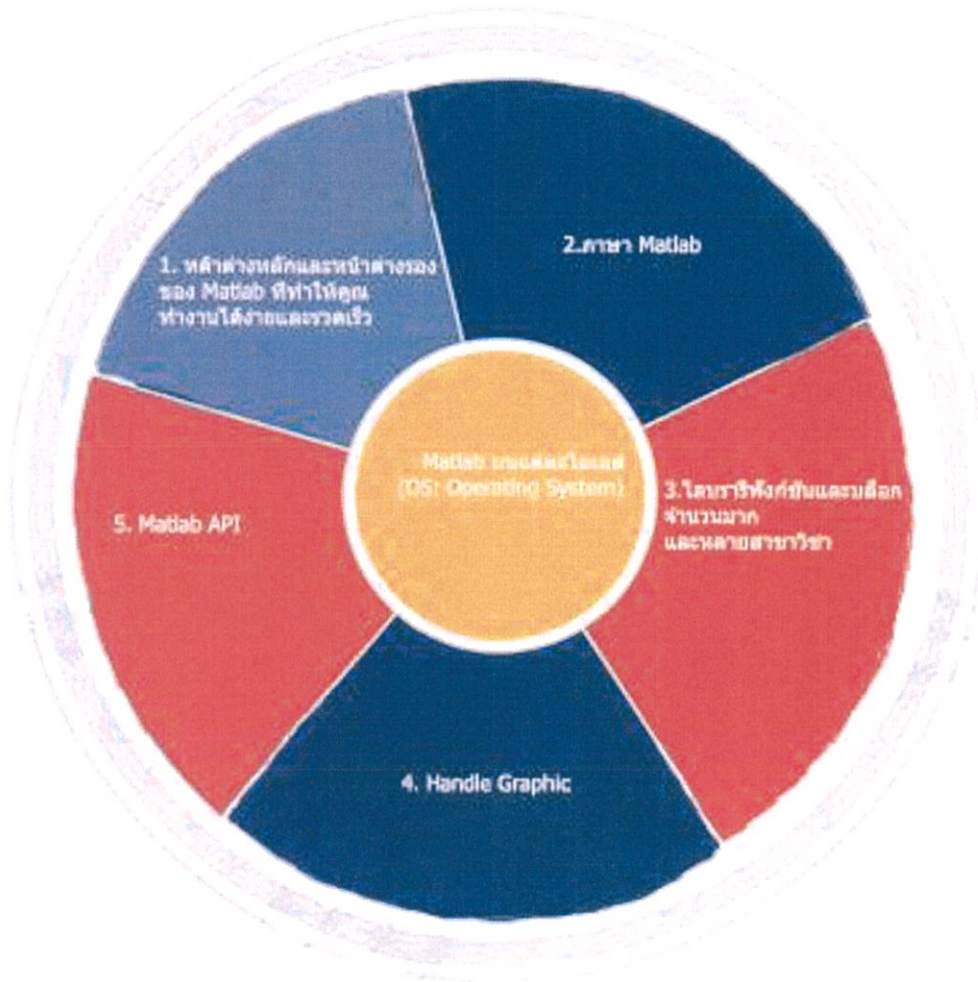 1. หน้าต่างหลักและหน้าต่างรอง
ของ Matlab ที่ทำให้คุณ
ทำงานได้ง่ายและรวดเร็ว
2.ภาษา Matlab
3.ไลบรารีฟังก์ชันและบล็อก
จำนวนมาก
และหลายสาขาวิชา
4. Handle Graphic
5. Matlab API
Matlab บนแต่ละโอเอส
(OS: Operating System)